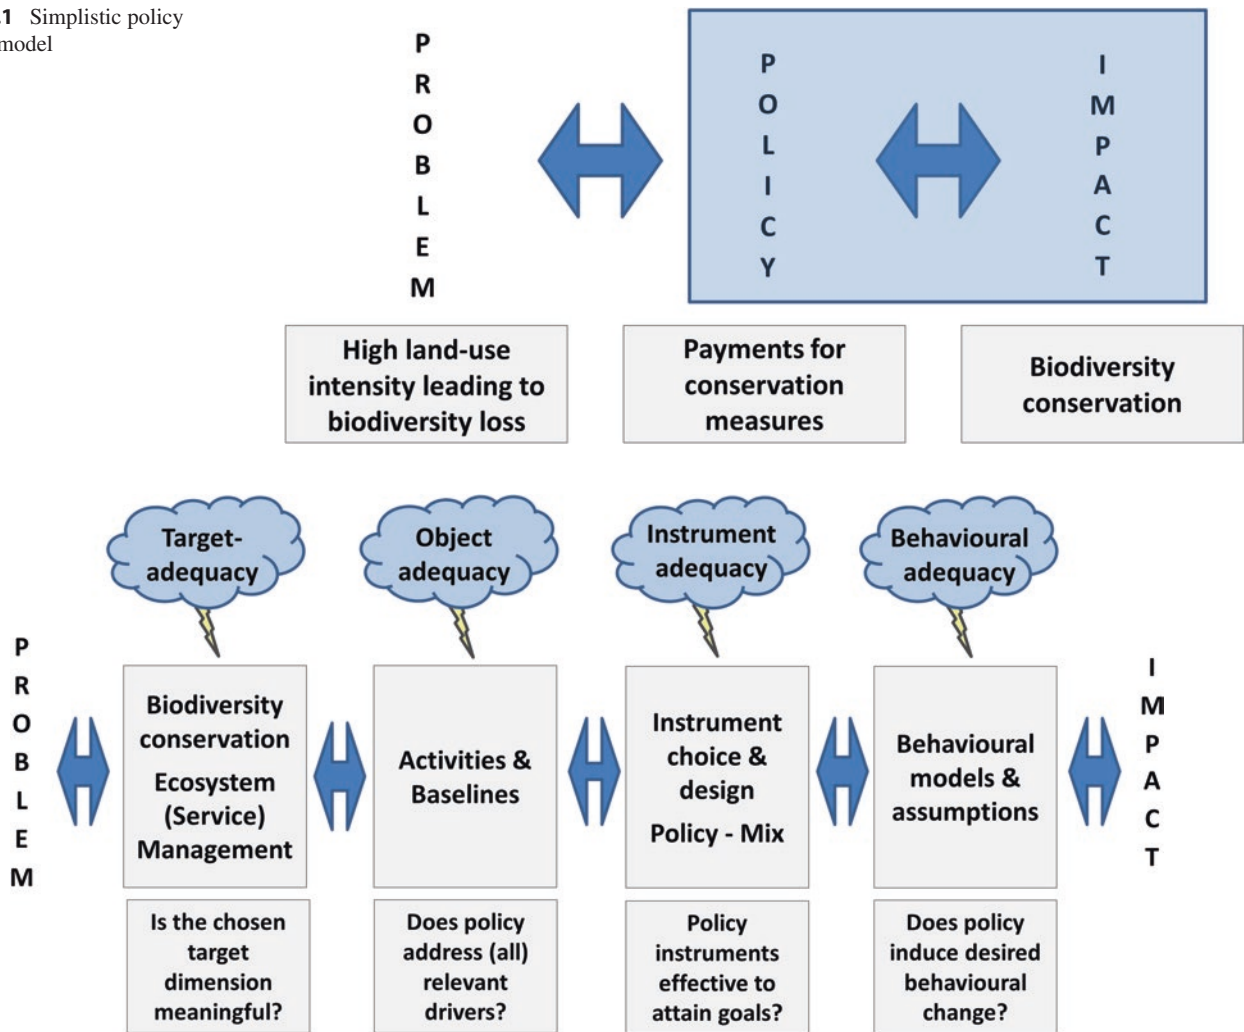 .1 Simplistic policy
model
PROBLEM
POLICY
IMPACT
High land-use
intensity leading to
biodiversity loss
Payments for
conservation
measures
Biodiversity
conservation
Target-
adequacy
Object
adequacy
Instrument
adequacy
Behavioural
adequacy
PROBLEM
Biodiversity
conservation
Ecosystem
(Service)
Management
Activities &
Baselines
Instrument
choice &
design
Policy - Mix
Behavioural
models &
assumptions
IMPACT
Is the chosen
target
dimension
meaningful?
Does policy
address (all)
relevant
drivers?
Policy
instruments
effective to
attain goals?
Does policy
induce desired
behavioural
change?